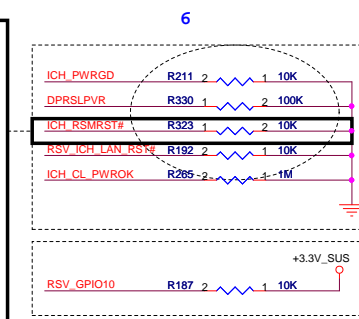 6
ICH_PWRGD R211 2 1 10K
DPRSLPVR R330 1 2 100K
ICH_RSMRST# R323 1 2 10K
RSV_ICH_LAN_RST# R192 2 1 10K
ICH_CL_PWROK R265 2 1 1M
+3.3V_SUS
RSV_GPIO10 R187 2 1 10K